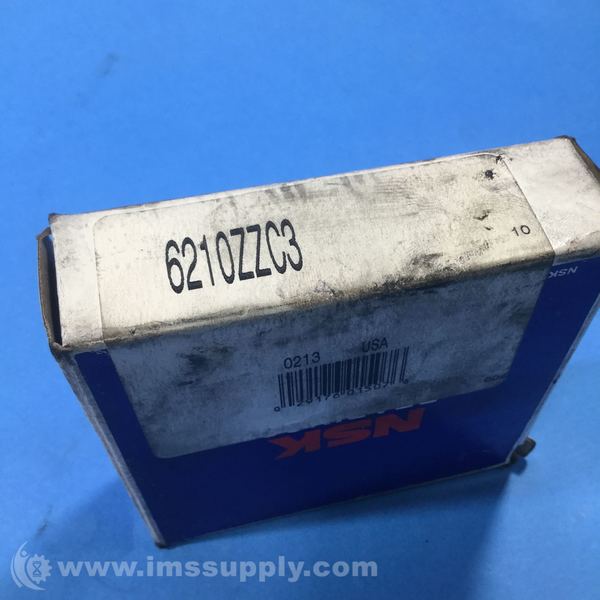 6210ZZC3
10
NSK
0213 USA
NSK
www.imssupply.com